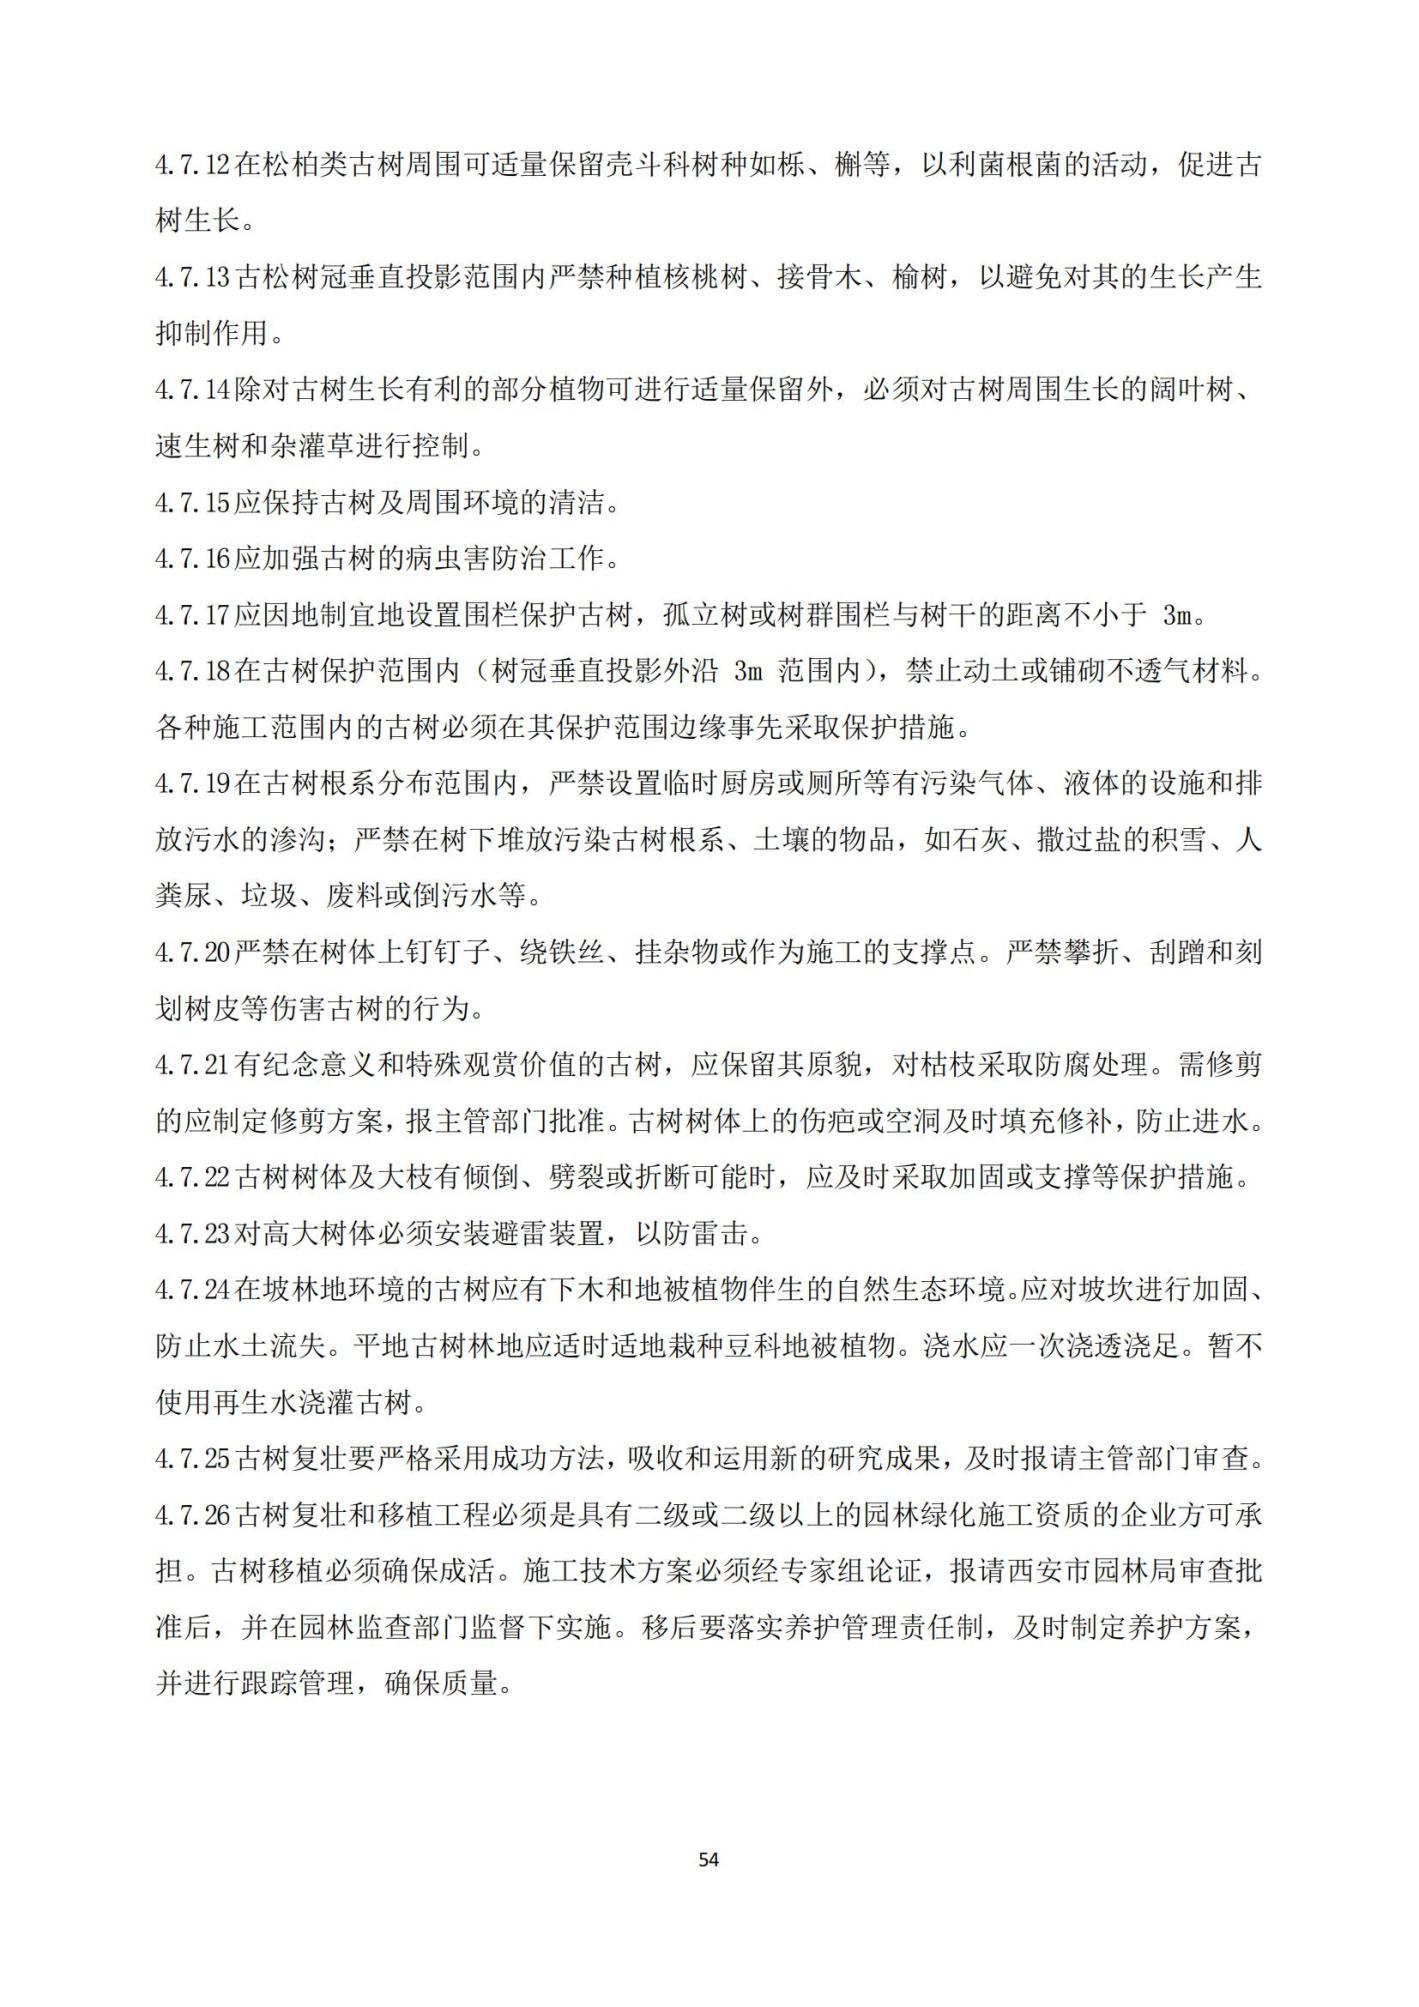 4.7.12在松柏类古树周围可适量保留壳斗科树种如栎、槲等，以利菌根菌的活动，促进古
树生长。
4.7.13古松树冠垂直投影范围内严禁种植核桃树、接骨木、榆树，以避免对其的生长产生
抑制作用。
4.7.14除对古树生长有利的部分植物可进行适量保留外，必须对古树周围生长的阔叶树、
速生树和杂灌草进行控制。
4.7.15应保持古树及周围环境的清洁。
4.7.16应加强古树的病虫害防治工作。
4.7.17应因地制宜地设置围栏保护古树，孤立树或树群围栏与树干的距离不小于 3m。
4.7.18在古树保护范围内（树冠垂直投影外沿 3m 范围内），禁止动土或铺砌不透气材料。
各种施工范围内的古树必须在其保护范围边缘事先采取保护措施。
4.7.19在古树根系分布范围内，严禁设置临时厨房或厕所等有污染气体、液体的设施和排
放污水的渗沟；严禁在树下堆放污染古树根系、土壤的物品，如石灰、撒过盐的积雪、人
粪尿、垃圾、废料或倒污水等。
4.7.20严禁在树体上钉钉子、绕铁丝、挂杂物或作为施工的支撑点。严禁攀折、刮蹭和刻
划树皮等伤害古树的行为。
4.7.21有纪念意义和特殊观赏价值的古树，应保留其原貌，对枯枝采取防腐处理。需修剪
的应制定修剪方案，报主管部门批准。古树树体上的伤疤或空洞及时填充修补，防止进水。
4.7.22古树树体及大枝有倾倒、劈裂或折断可能时，应及时采取加固或支撑等保护措施。
4.7.23对高大树体必须安装避雷装置，以防雷击。
4.7.24在坡林地环境的古树应有下木和地被植物伴生的自然生态环境。应对坡坎进行加固、
防止水土流失。平地古树林地应适时适地栽种豆科地被植物。浇水应一次浇透浇足。暂不
使用再生水浇灌古树。
4.7.25古树复壮要严格采用成功方法，吸收和运用新的研究成果，及时报请主管部门审查。
4.7.26古树复壮和移植工程必须是具有二级或二级以上的园林绿化施工资质的企业方可承
担。古树移植必须确保成活。施工技术方案必须经专家组论证，报请西安市园林局审查批
准后，并在园林监查部门监督下实施。移后要落实养护管理责任制，及时制定养护方案，
并进行跟踪管理，确保质量。
54